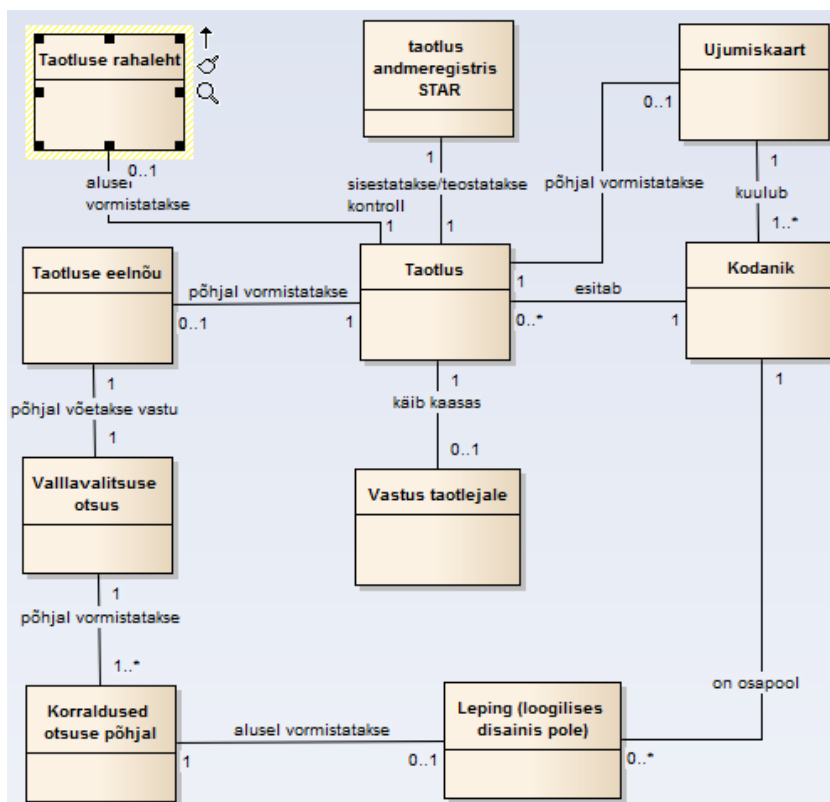 Taotluse rahaleht
taotlus
andmeregistris
STAR
Ujumiskaart
0..1
alusel
vormistatakse
1
sisestatakse/teostatakse
kontroll
1
1
põhjal vormistatakse
0..1
1
kuulub
1..*
Taotluse eelnõu
põhjal vormistatakse
0..1
1
Taotlus
1
esitab
0..*
1
Kodanik
1
põhjal võetakse vastu
1
1
käib kaasas
0..1
1
Valllavalitsuse
otsus
Vastus taotlejale
1
põhjal vormistatakse
1..*
on osapool
Korraldused
otsuse põhjal
alusel vormistatakse
1
0..1
Leping (loogilises
disainis pole)
0..*